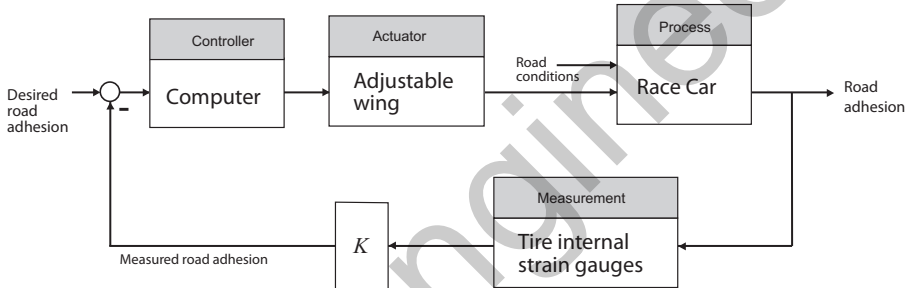 Controller
Computer
Actuator
Adjustable
wing
Process
Race Car
Road
conditions
Desired
road
adhesion
-
Road
adhesion
Measurement
Tire internal
strain gauges
K
Measured road adhesion